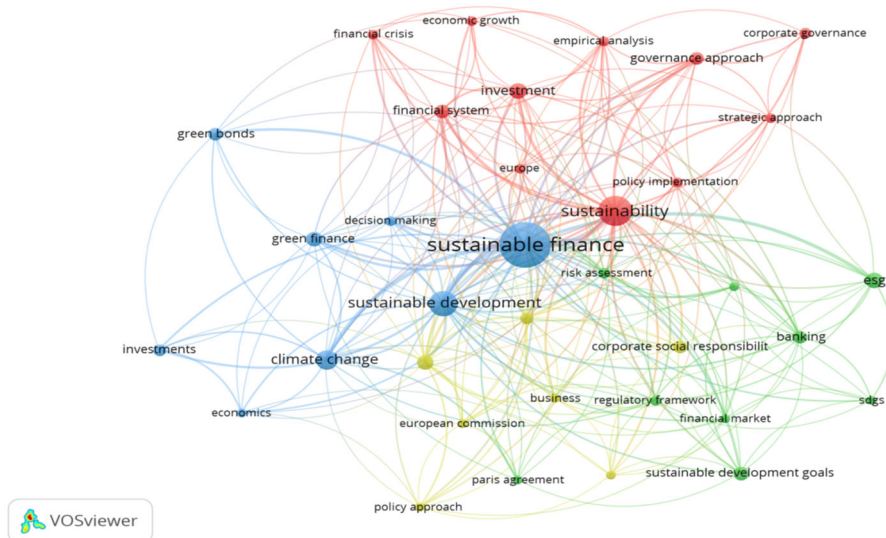 economic growth
financial crisis
empirical analysis
corporate governance
governance approach
investment
financial system
strategic approach
green bonds
europe
policy implementation
sustainability
decision making
green finance
sustainable finance
risk assessment
esg
sustainable development
banking
investments
climate change
corporate social responsibilit
business
regulatory framework
sdgs
economics
european commission
financial market
paris agreement
sustainable development goals
policy approach
VOSviewer